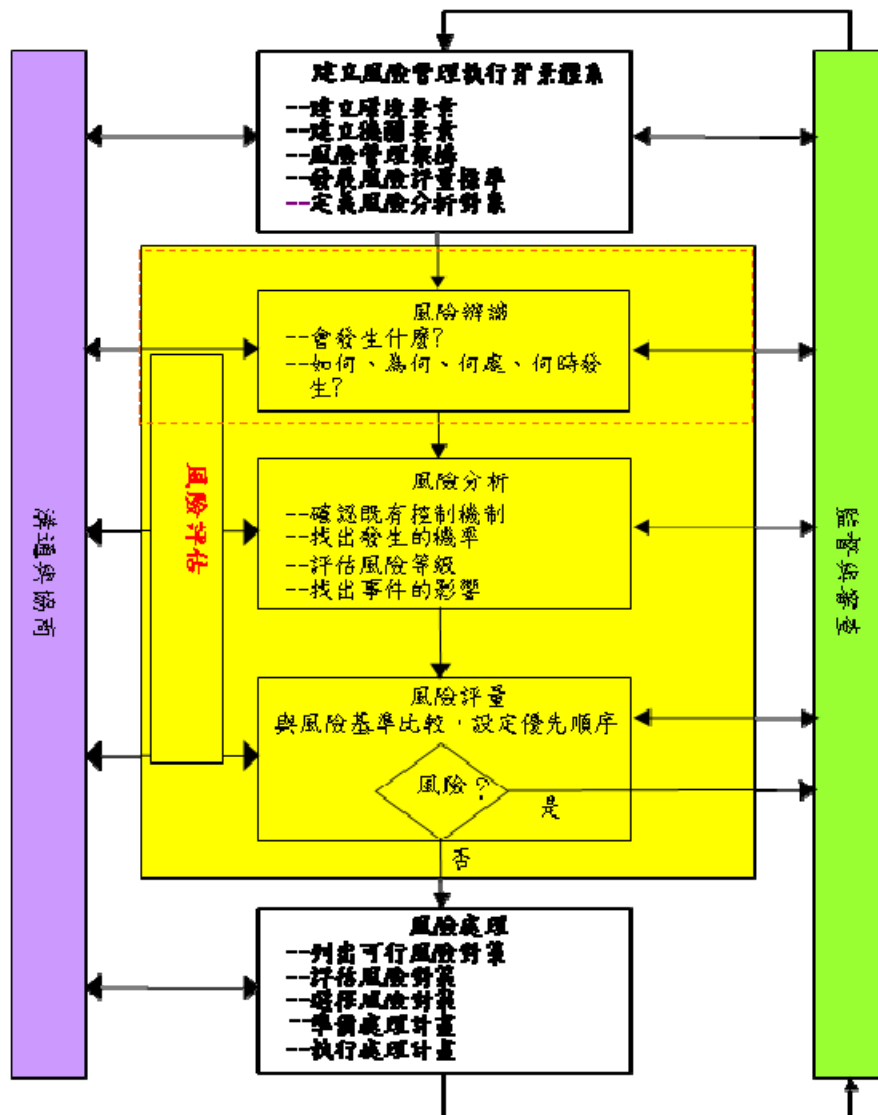 建立風險管理執行背景體系
--建立環境要素
--建立機關要素
--風險管理架構
--發展風險評量標準
--定義風險分析對象
風險辨識
--會發生什麼?
--如何、為何、何處、何時發
生?
風險評估
風險分析
--確認既有控制機制
--找出發生的機率
--評估風險等級
--找出事件的影響
溝通與協商
監督與審查
風險評量
與風險基準比較，設定優先順序
風險?
是
否
風險處理
--列出可行風險對策
--評估風險對策
--選擇風險對策
--準備處理計畫
--執行處理計畫